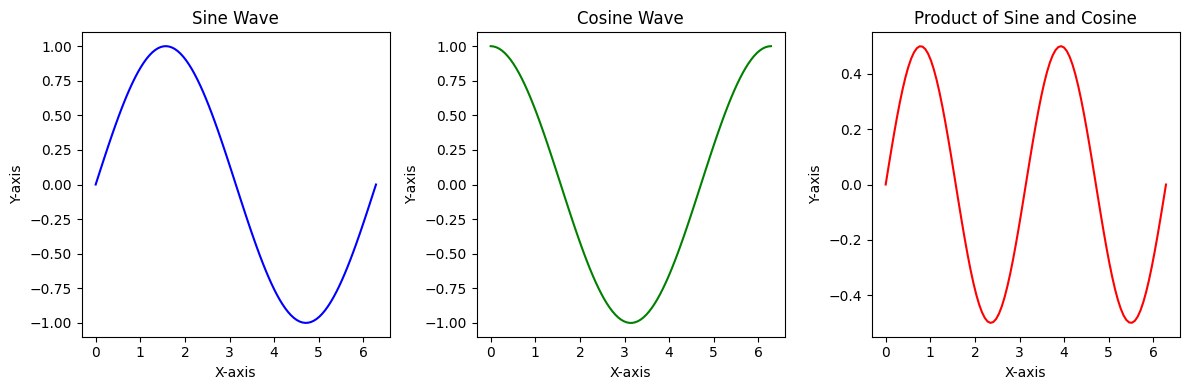 Sine Wave
1.00
0.75
0.50
0.25
0.00
−0.25
−0.50
−0.75
−1.00
Y-axis
0 1 2 3 4 5 6
X-axis
Cosine Wave
1.00
0.75
0.50
0.25
0.00
−0.25
−0.50
−0.75
−1.00
Y-axis
0 1 2 3 4 5 6
X-axis
Product of Sine and Cosine
0.4
0.2
0.0
−0.2
−0.4
Y-axis
0 1 2 3 4 5 6
X-axis